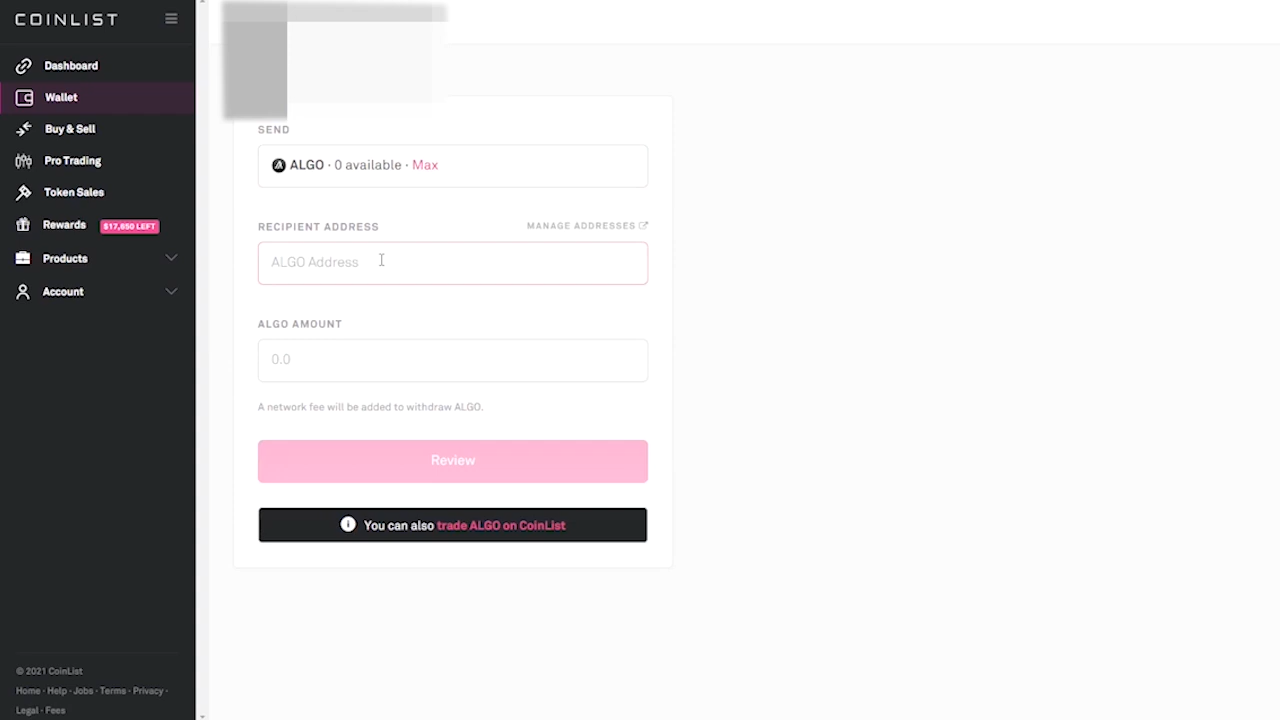 COINLIST
Dashboard
Wallet
Buy & Sell
Pro Trading
Token Sales
Rewards $17,850 LEFT
Products
Account
© 2021 CoinList
Home · Help · Jobs · Terms · Privacy ·
Legal · Fees
SEND
ALGO · 0 available · Max
RECIPIENT ADDRESS MANAGE ADDRESSES
ALGO Address
ALGO AMOUNT
0.0
A network fee will be added to withdraw ALGO.
Review
You can also trade ALGO on CoinList